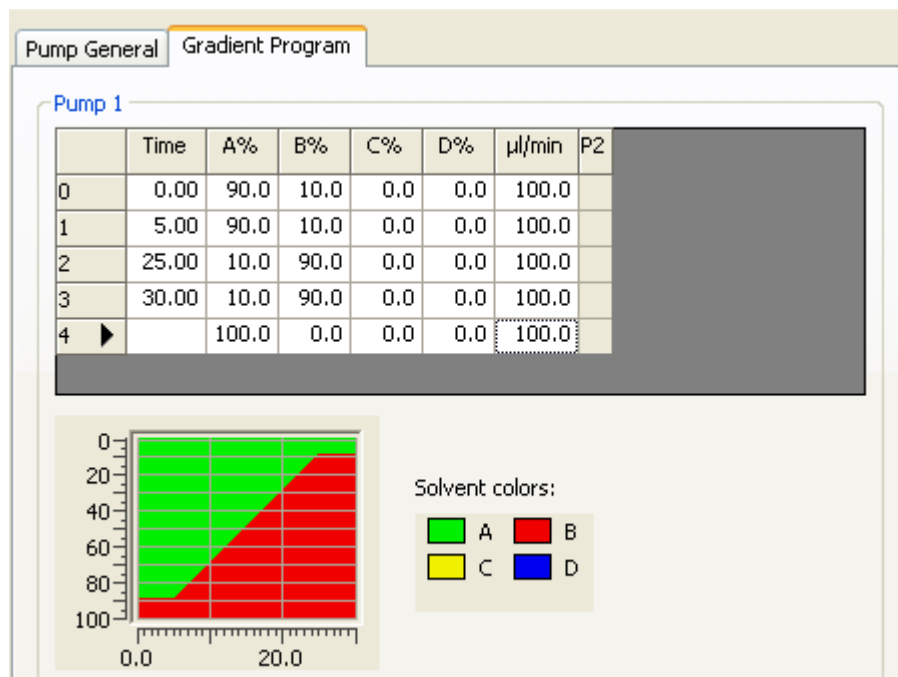 Pump General Gradient Program
Pump 1
Time A% B% C% D% µl/min P2
0 0.00 90.0 10.0 0.0 0.0 100.0
1 5.00 90.0 10.0 0.0 0.0 100.0
2 25.00 10.0 90.0 0.0 0.0 100.0
3 30.00 10.0 90.0 0.0 0.0 100.0
4 100.0 0.0 0.0 0.0 100.0
0
20
40
60
80
100
0.0 20.0
Solvent colors:
A B
C D